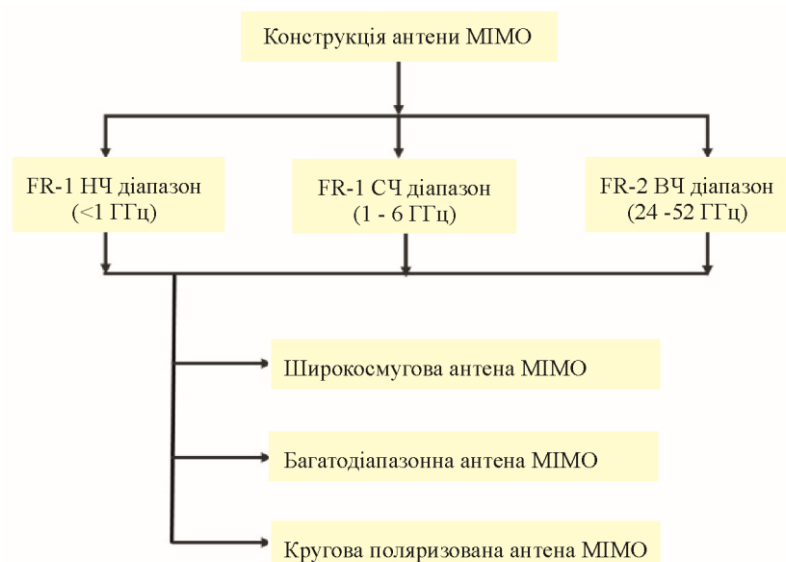 Конструкція антени MIMO
FR-1 НЧ діапазон
(<1 ГГц)
FR-1 СЧ діапазон
(1 - 6 ГГц)
FR-2 ВЧ діапазон
(24 -52 ГГц)
Широкосмугова антена MIMO
Багатодіапазонна антена MIMO
Кругова поляризована антена MIMO